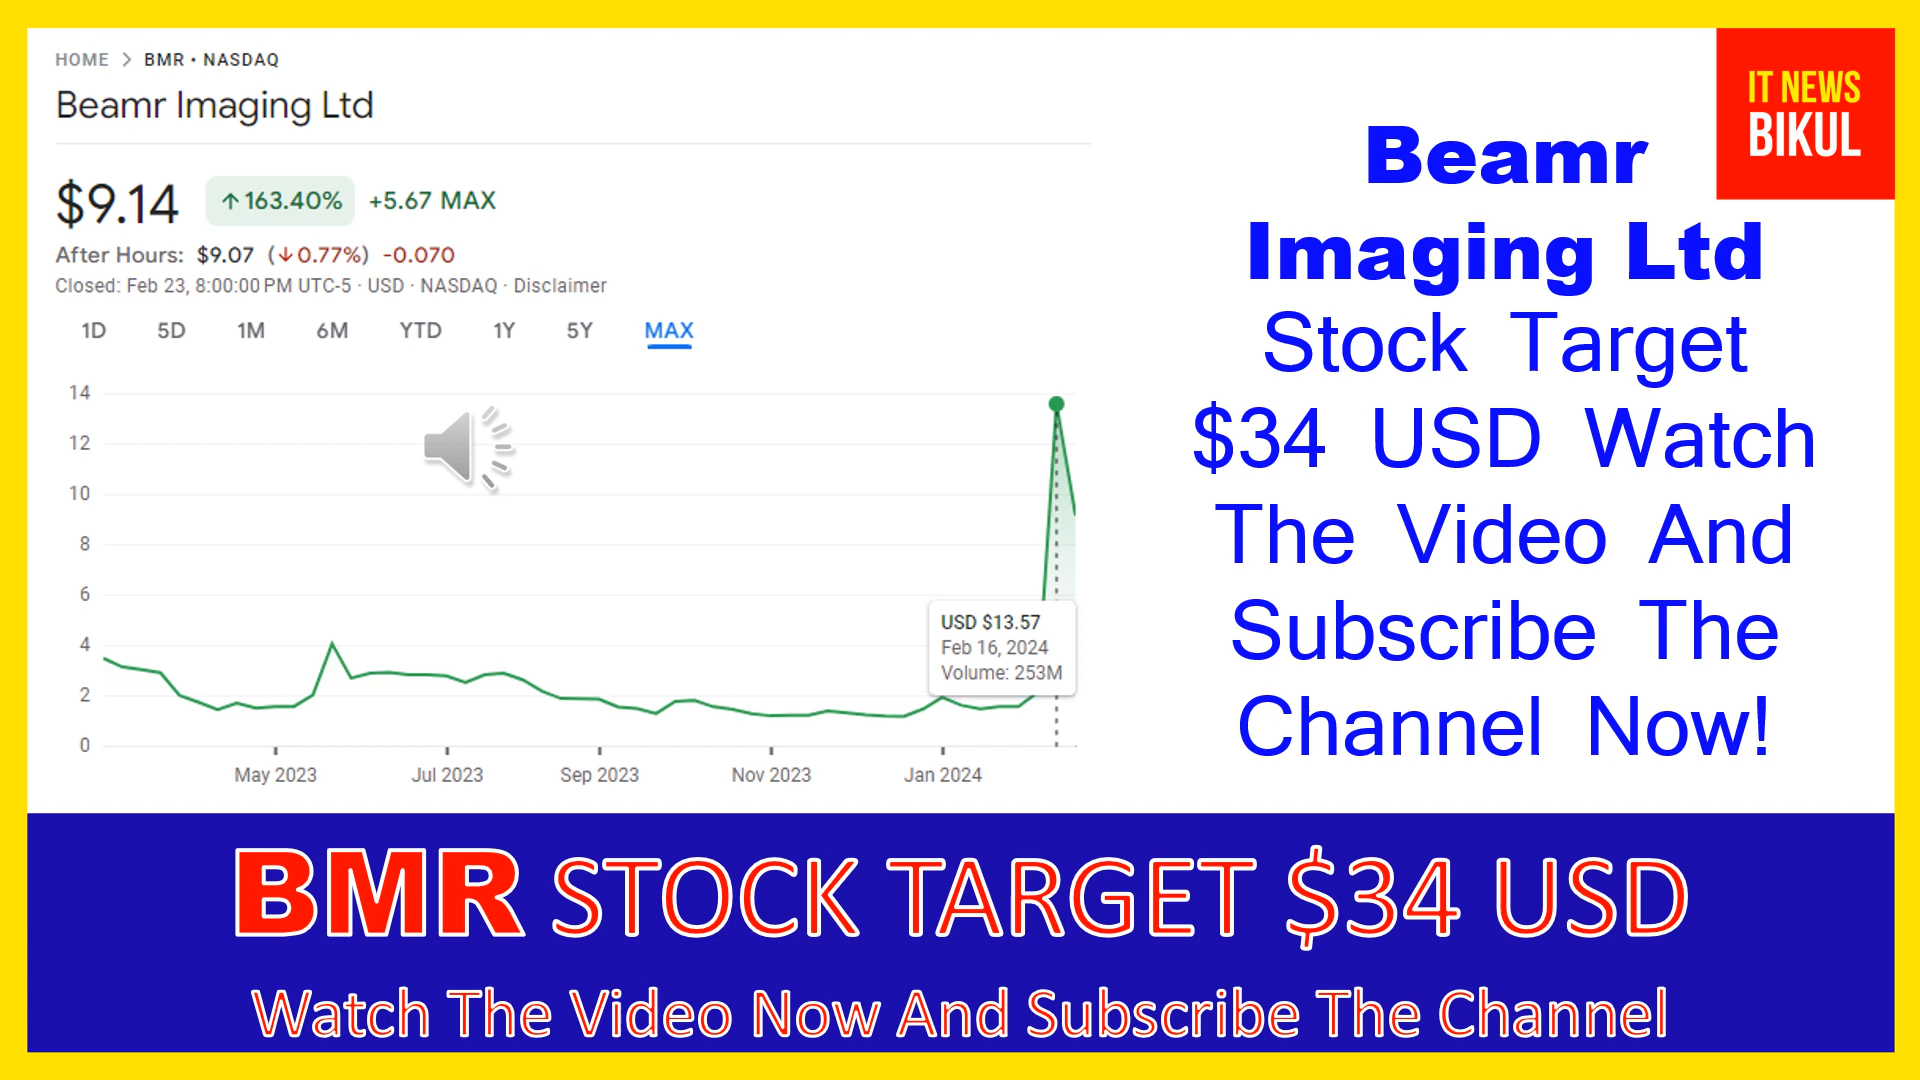 HOME > BMR • NASDAQ
Beamr Imaging Ltd
$9.14 ↑163.40% +5.67 MAX
After Hours: $9.07 (↓0.77%) -0.070
Closed: Feb 23, 8:00:00 PM UTC-5 · USD · NASDAQ · Disclaimer
1D 5D 1M 6M YTD 1Y 5Y MAX
14
12
10
8
6
4
2
0
USD $13.57
Feb 16, 2024
Volume: 253M
May 2023 Jul 2023 Sep 2023 Nov 2023 Jan 2024
IT NEWS
BIKUL
Beamr
Imaging Ltd
Stock Target
$34 USD Watch
The Video And
Subscribe The
Channel Now!
BMR STOCK TARGET $34 USD
Watch The Video Now And Subscribe The Channel